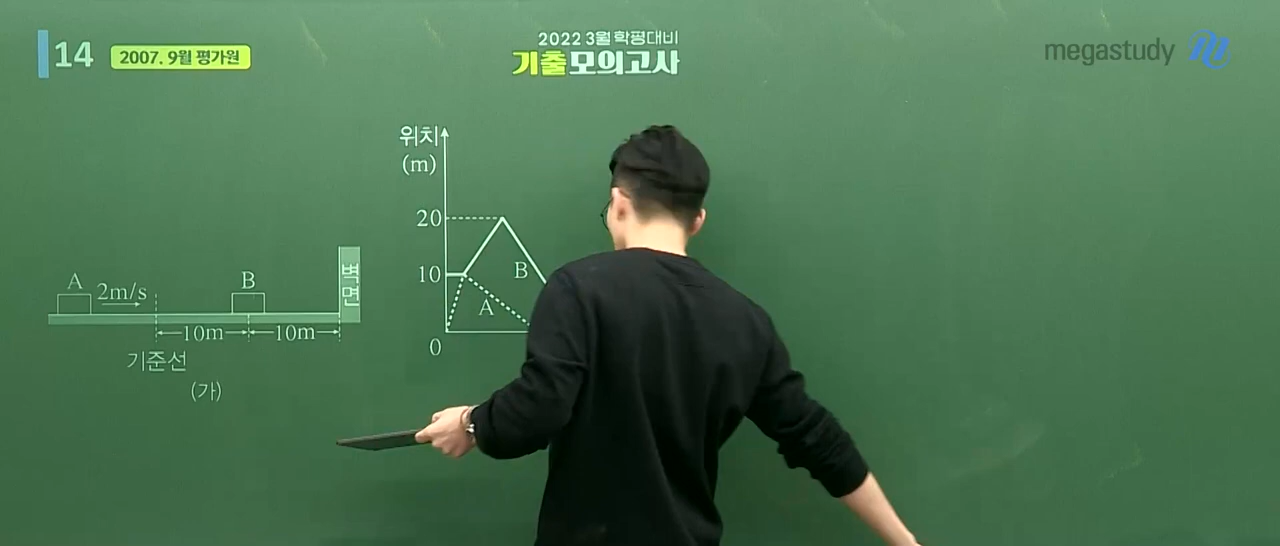 14
2007. 9월 평가원
2022 3월 학평대비
기출모의고사
megastudy
A
2m/s
B
벽면
10m
10m
기준선
(가)
위치
(m)
20
10
0
B
A